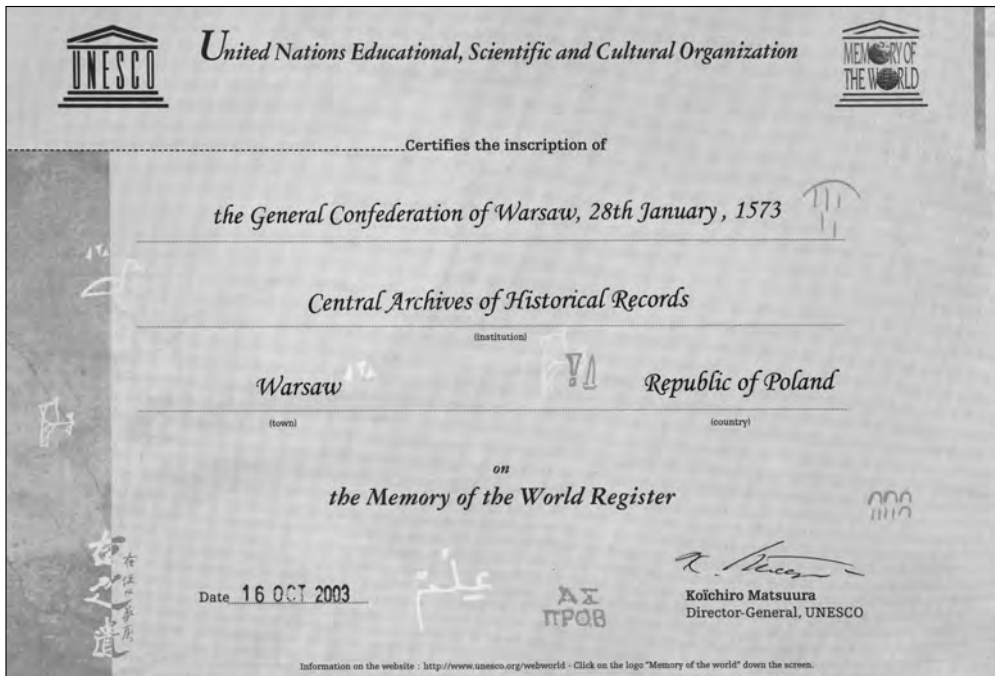 UNESCO
United Nations Educational, Scientific and Cultural Organization
MEMORY OF
THE WORLD
Certifies the inscription of
the General Confederation of Warsaw, 28th January, 1573
Central Archives of Historical Records
(institution)
Warsaw
Republic of Poland
(town)
(country)
on
the Memory of the World Register
Date 16 OCT 2003
Koïchiro Matsuura
Director-General, UNESCO
ΠΡΟΒ
Information on the website : http://www.unesco.org/webworld - Click on the logo "Memory of the world" down the screen.